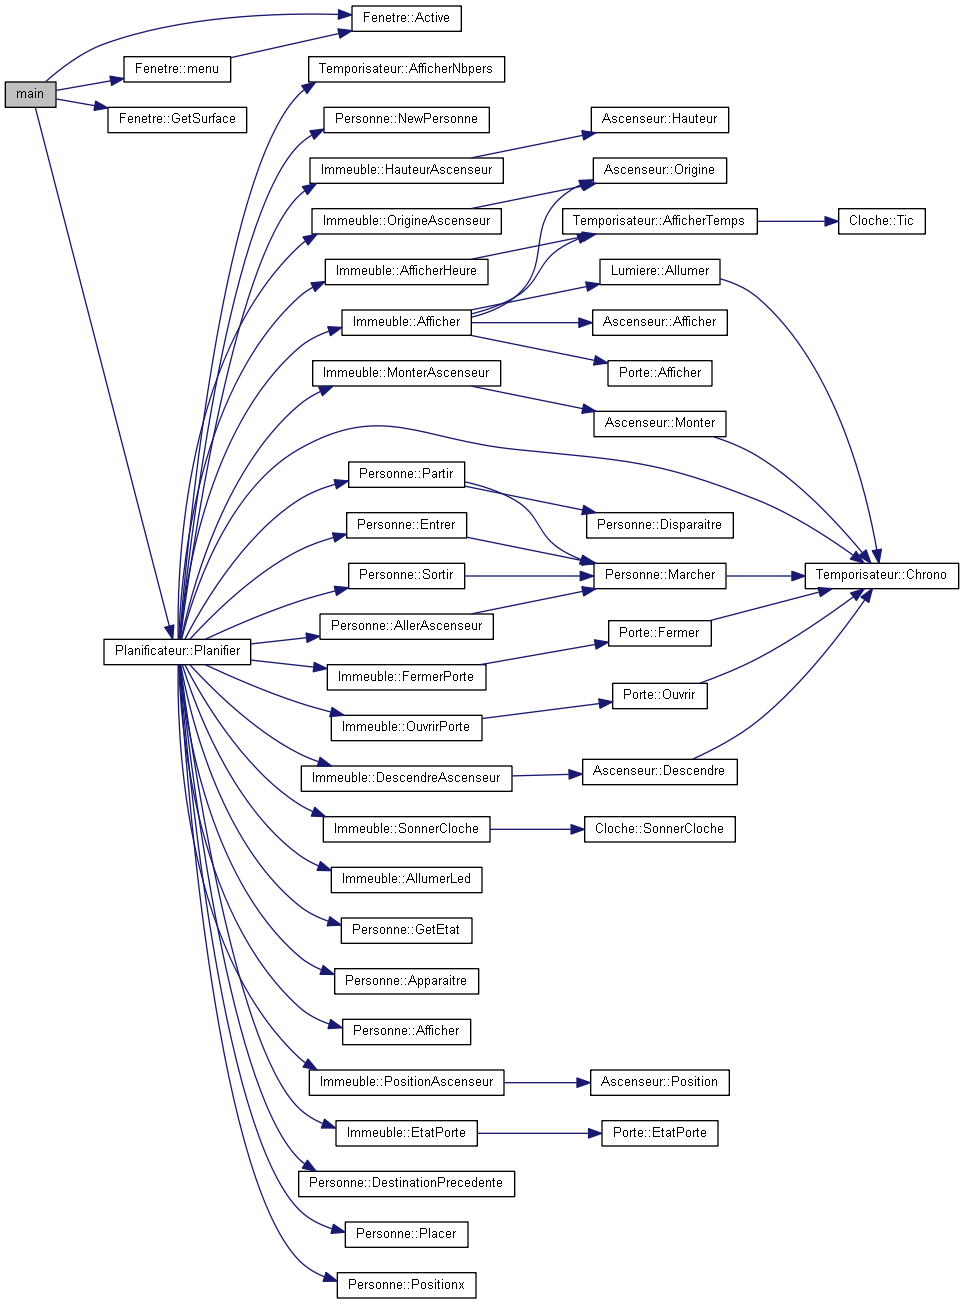 Fenetre::Active
Fenetre::menu
Temporisateur::AfficherNbpers
main
Fenetre::GetSurface
Personne::NewPersonne
Ascenseur::Hauteur
Immeuble::HauteurAscenseur
Ascenseur::Origine
Immeuble::OrigineAscenseur
Temporisateur::AfficherTemps
Cloche::Tic
Immeuble::AfficherHeure
Lumiere::Allumer
Immeuble::Afficher
Ascenseur::Afficher
Immeuble::MonterAscenseur
Porte::Afficher
Ascenseur::Monter
Personne::Partir
Personne::Entrer
Personne::Disparaitre
Personne::Sortir
Personne::Marcher
Temporisateur::Chrono
Personne::AllerAscenseur
Porte::Fermer
Planificateur::Planifier
Immeuble::FermerPorte
Porte::Ouvrir
Immeuble::OuvrirPorte
Immeuble::DescendreAscenseur
Ascenseur::Descendre
Immeuble::SonnerCloche
Cloche::SonnerCloche
Immeuble::AllumerLed
Personne::GetEtat
Personne::Apparaitre
Personne::Afficher
Immeuble::PositionAscenseur
Ascenseur::Position
Immeuble::EtatPorte
Porte::EtatPorte
Personne::DestinationPrecedente
Personne::Placer
Personne::Positionx